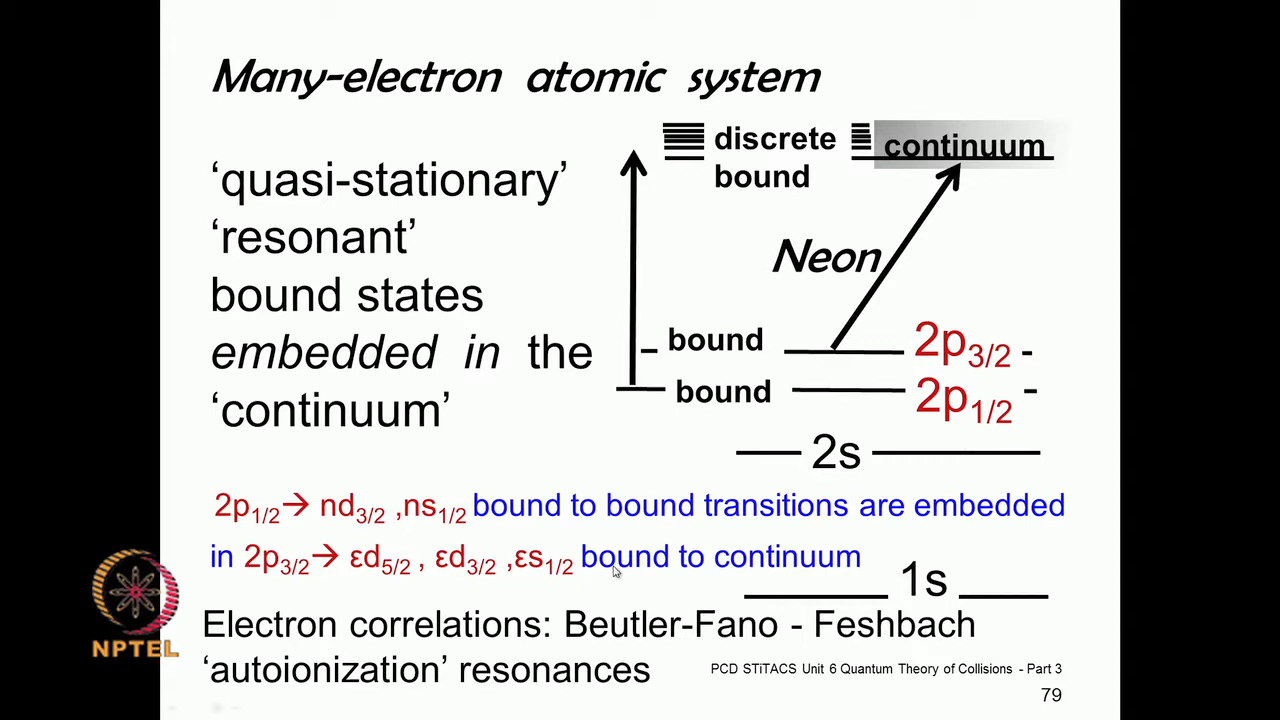 Many-electron atomic system
discrete
continuum
bound
'quasi-stationary'
'resonant'
bound states
embedded in the
'continuum'
Neon
bound
2p3/2
bound
2p1/2
2s
2p1/2→ nd3/2 ,ns1/2 bound to bound transitions are embedded
in 2p3/2→ εd5/2 , εd3/2 ,εs1/2 bound to continuum
1s
Electron correlations: Beutler-Fano - Feshbach
'autoionization' resonances
PCD STiTACS Unit 6 Quantum Theory of Collisions - Part 3
79
NPTEL